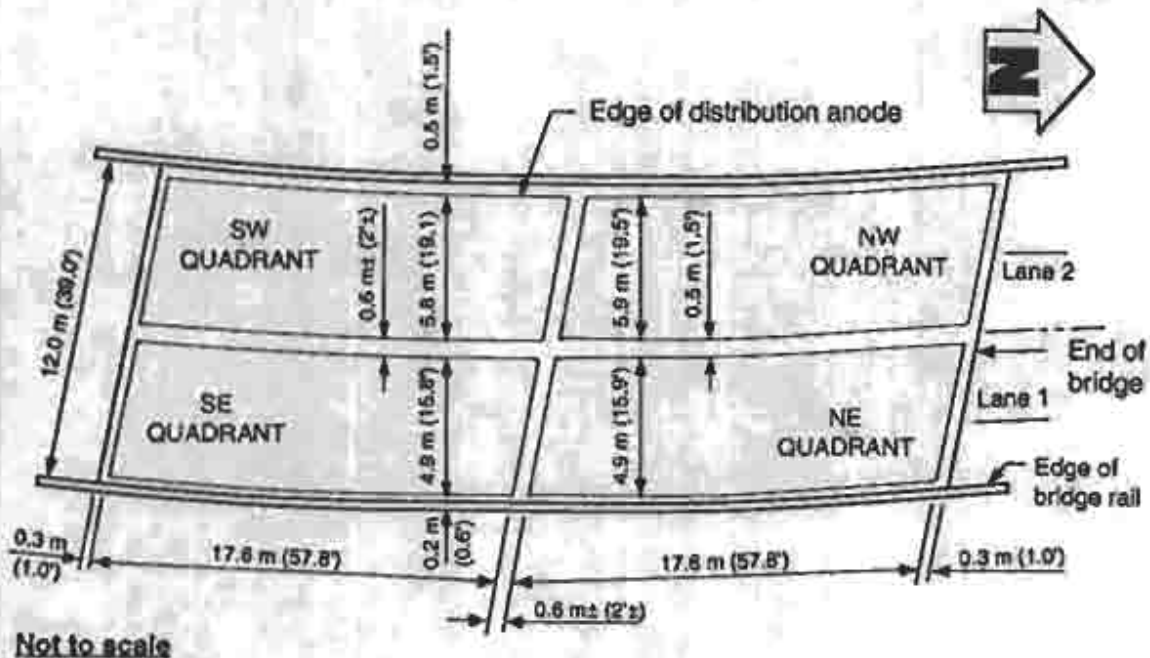 N
0.5 m (1.5')
Edge of distribution anode
SW
QUADRANT
0.6 m± (2'±)
5.8 m (19.1)
5.9 m (19.5')
0.5 m (1.5')
NW
QUADRANT
Lane 2
12.0 m (39.0')
End of
bridge
SE
QUADRANT
4.9 m (15.8')
4.9 m (15.9')
Lane 1
NE
QUADRANT
Edge of
bridge rail
0.3 m
(1.0')
17.6 m (57.8')
0.2 m
(0.6')
17.6 m (57.8')
0.3 m (1.0')
0.6 m± (2'±)
Not to scale